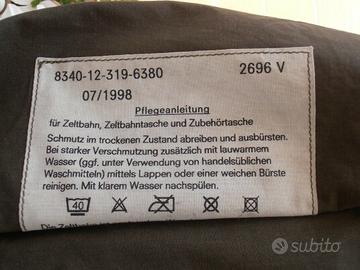 8340-12-319-6380 2696 V
07/1998
Pflegeanleitung
für Zeltbahn, Zeltbahntasche und Zubehörtasche
Schmutz im trockenen Zustand abreiben und ausbürsten.
Bei starker Verschmutzung zusätzlich mit lauwarmem
Wasser (ggf. unter Verwendung von handelsüblichen
Waschmitteln) mittels Lappen oder einer weichen Bürste
reinigen. Mit klarem Wasser nachspülen.
40 CL
subito